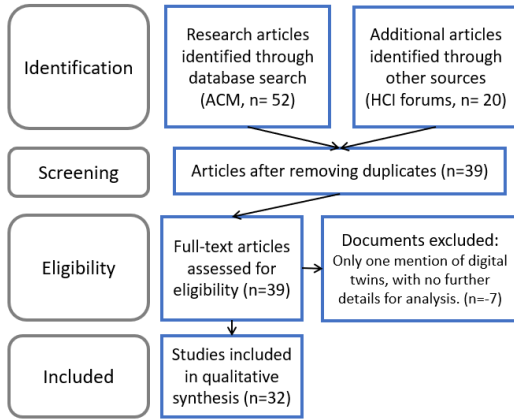 Identification
Research articles
identified through
database search
(ACM, n= 52)
Additional articles
identified through
other sources
(HCI forums, n= 20)
Screening
Articles after removing duplicates (n=39)
Eligibility
Full-text articles
assessed for
eligibility (n=39)
Documents excluded:
Only one mention of digital
twins, with no further
details for analysis. (n=-7)
Included
Studies included
in qualitative
synthesis (n=32)